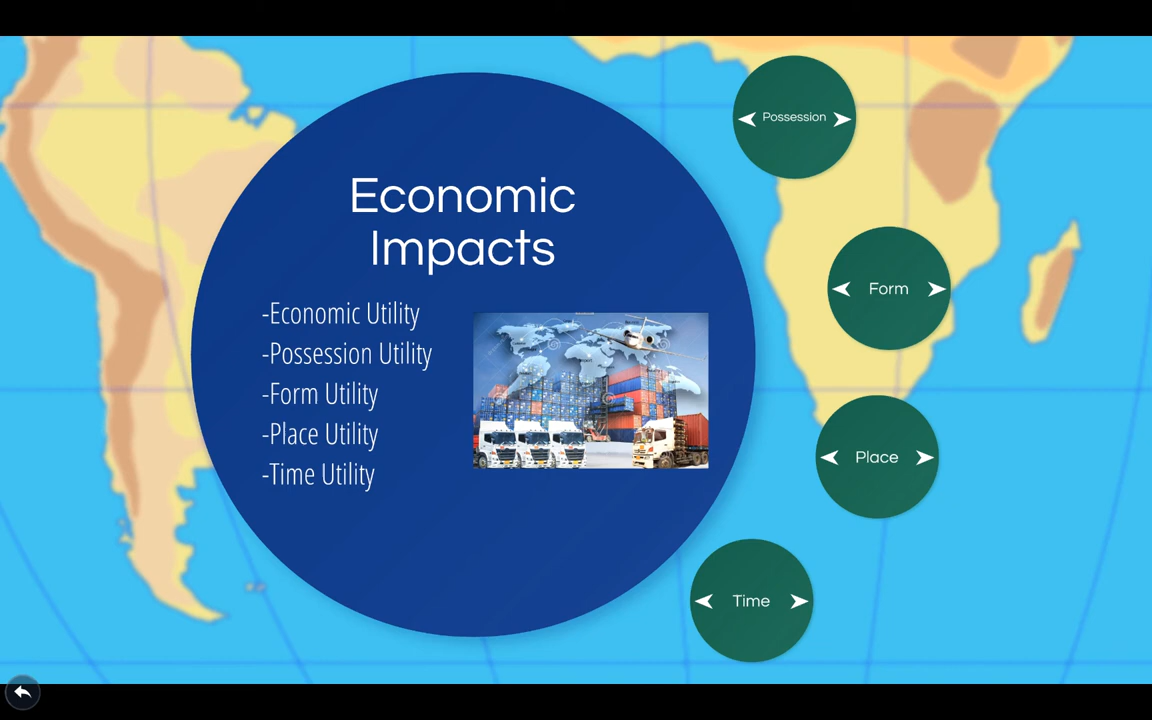 Economic
Impacts
-Economic Utility
-Possession Utility
-Form Utility
-Place Utility
-Time Utility
Possession
Form
Place
Time